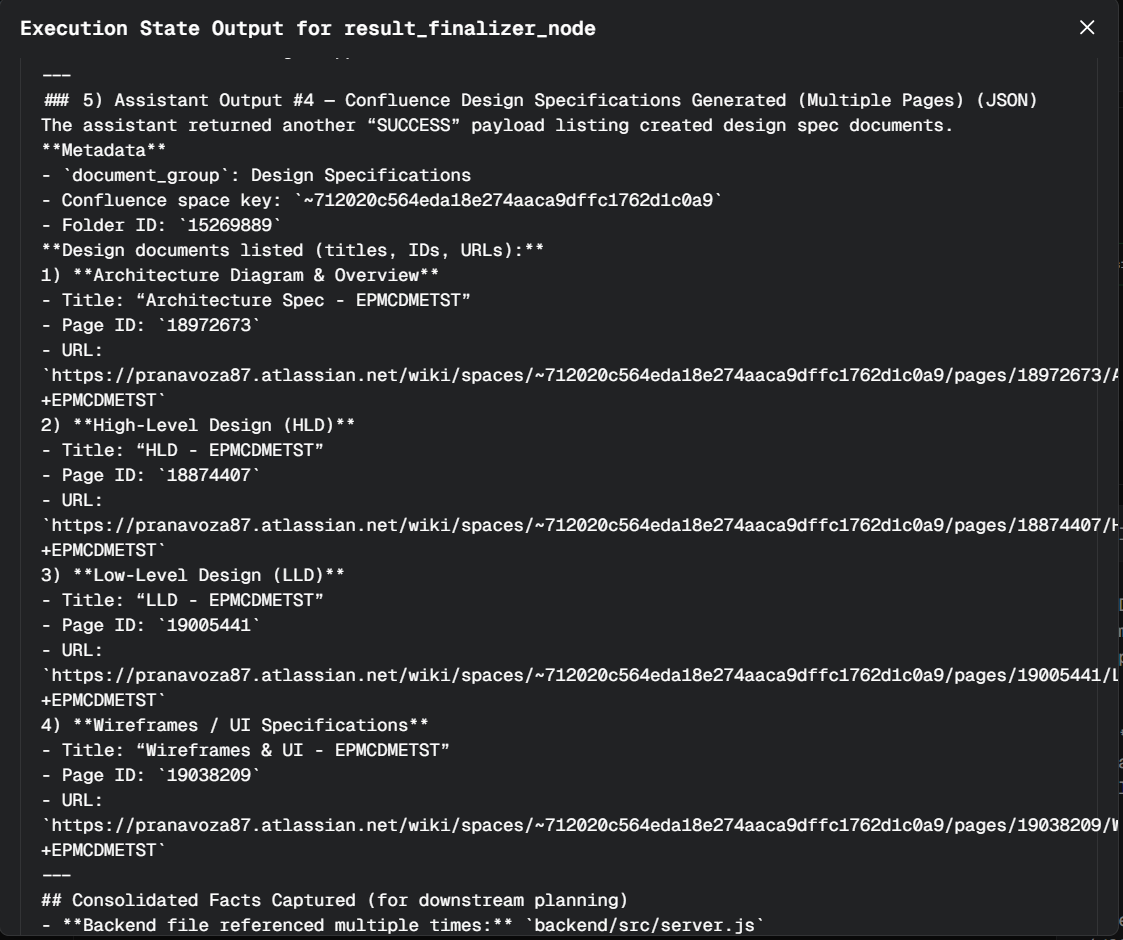 Execution State Output for result_finalizer_node
---
### 5) Assistant Output #4 — Confluence Design Specifications Generated (Multiple Pages) (JSON)
The assistant returned another “SUCCESS” payload listing created design spec documents.
**Metadata**
- `document_group`: Design Specifications
- Confluence space key: `~712020c564eda18e274aaca9dffc1762d1c0a9`
- Folder ID: `15269889`
**Design documents listed (titles, IDs, URLs):**
1) **Architecture Diagram & Overview**
- Title: “Architecture Spec - EPMCDMETST”
- Page ID: `18972673`
- URL:
`https://pranavoza87.atlassian.net/wiki/spaces/~712020c564eda18e274aaca9dffc1762d1c0a9/pages/18972673/A
+EPMCDMETST`
2) **High-Level Design (HLD)**
- Title: “HLD - EPMCDMETST”
- Page ID: `18874407`
- URL:
`https://pranavoza87.atlassian.net/wiki/spaces/~712020c564eda18e274aaca9dffc1762d1c0a9/pages/18874407/H
+EPMCDMETST`
3) **Low-Level Design (LLD)**
- Title: “LLD - EPMCDMETST”
- Page ID: `19005441`
- URL:
`https://pranavoza87.atlassian.net/wiki/spaces/~712020c564eda18e274aaca9dffc1762d1c0a9/pages/19005441/L
+EPMCDMETST`
4) **Wireframes / UI Specifications**
- Title: “Wireframes & UI - EPMCDMETST”
- Page ID: `19038209`
- URL:
`https://pranavoza87.atlassian.net/wiki/spaces/~712020c564eda18e274aaca9dffc1762d1c0a9/pages/19038209/W
+EPMCDMETST`
---
## Consolidated Facts Captured (for downstream planning)
- **Backend file referenced multiple times:** `backend/src/server.js`